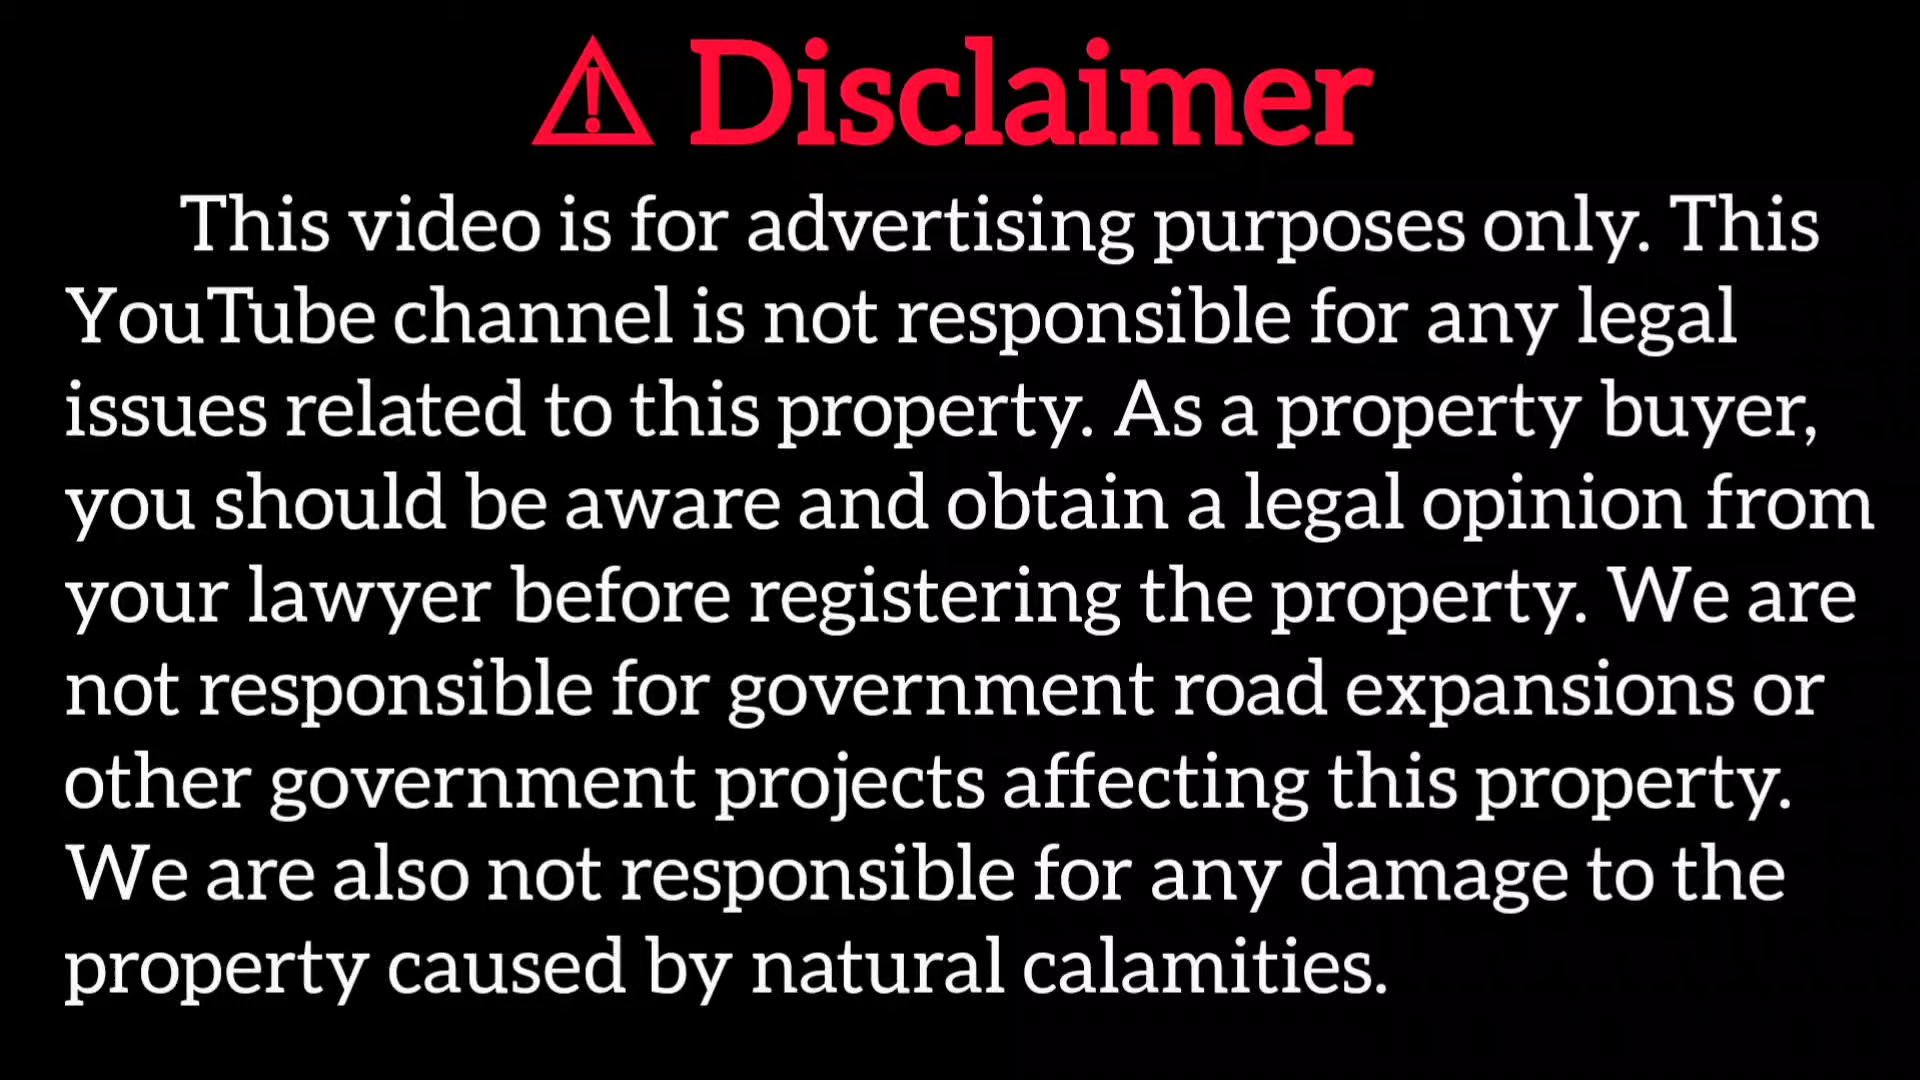 ⚠ Disclaimer
This video is for advertising purposes only. This
YouTube channel is not responsible for any legal
issues related to this property. As a property buyer,
you should be aware and obtain a legal opinion from
your lawyer before registering the property. We are
not responsible for government road expansions or
other government projects affecting this property.
We are also not responsible for any damage to the
property caused by natural calamities.